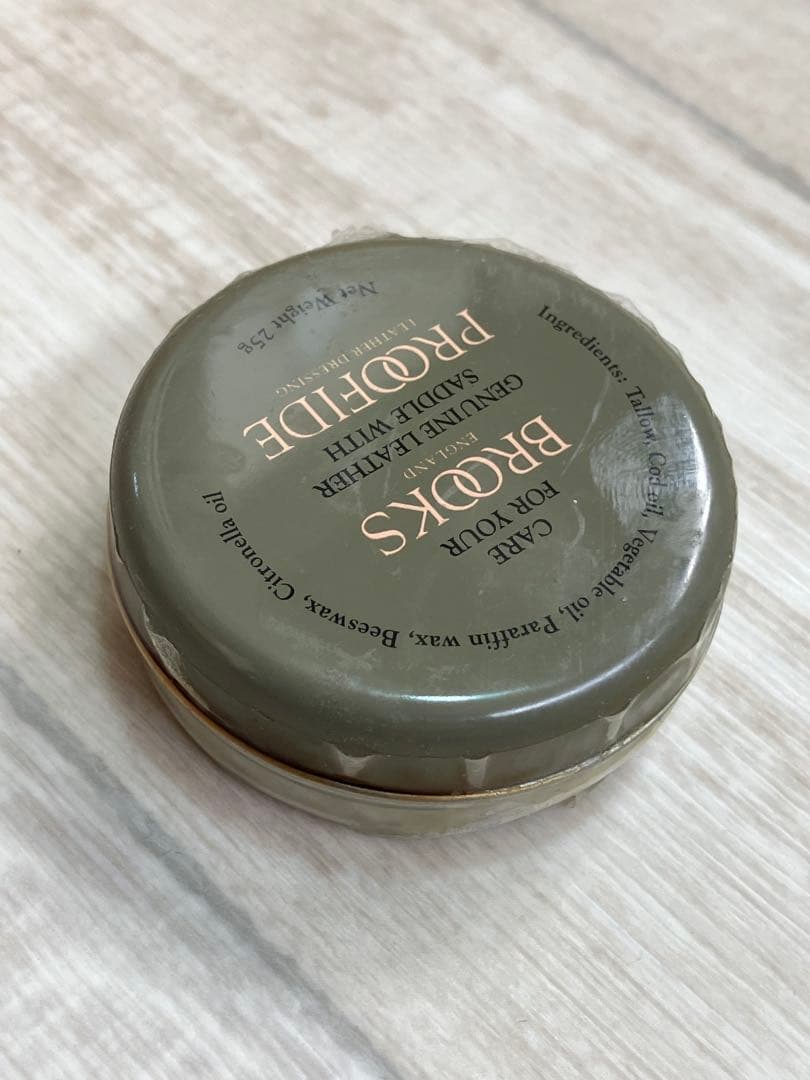 CARE
FOR YOUR
BROOKS
ENGLAND
GENUINE LEATHER
SADDLE WITH
PROOFIDE
LEATHER DRESSING
Net Weight 25g
Ingredients: Tallow, Cod oil, Vegetable oil, Paraffin wax, Beeswax, Citronella oil